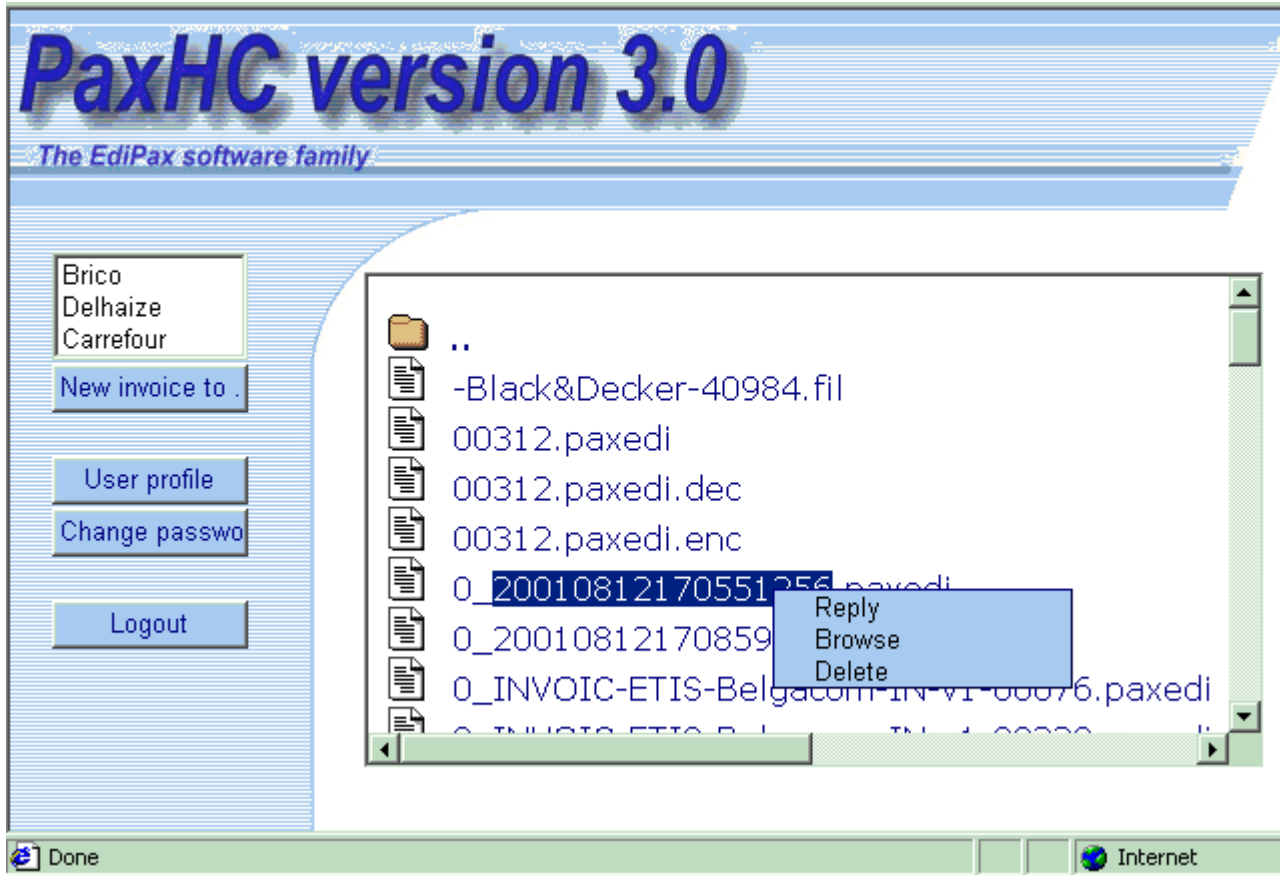 PaxHC version 3.0
The EdiPax software family
Brico
Delhaize
Carrefour
New invoice to .
User profile
Change passwo
Logout
..
-Black&Decker-40984.fil
00312.paxedi
00312.paxedi.dec
00312.paxedi.enc
0_20010812170551256.paxedi
0_20010812170859
0_INVOIC-ETIS-Belgacom-IN-v1-00076.paxedi
Reply
Browse
Delete
Done
Internet